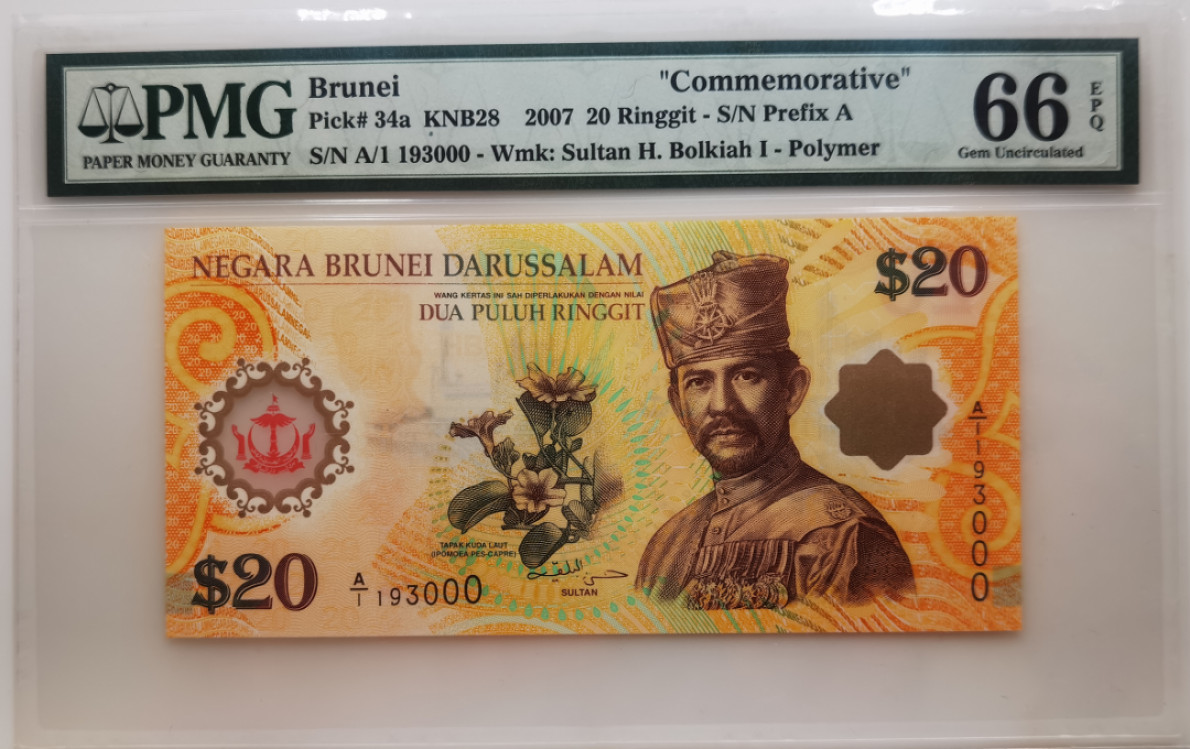 PMG
PAPER MONEY GUARANTY
Brunei "Commemorative"
Pick# 34a KNB28 2007 20 Ringgit - S/N Prefix A
S/N A/1 193000 - Wmk: Sultan H. Bolkiah I - Polymer
66 EPQ
Gem Uncirculated
NEGARA BRUNEI DARUSSALAM
WANG KERTAS INI SAH DIPERLAKUKAN DENGAN NILAI
DUA PULUH RINGGIT
$20
A/1 193000
TAPAK KUDA LAUT
(IPOMOEA PES-CAPRE)
SULTAN
$20
A/1 193000